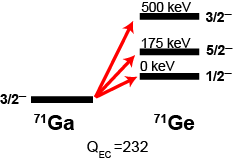 500 keV 3/2⁻
175 keV 5/2⁻
0 keV 1/2⁻
3/2⁻
⁷¹Ga ⁷¹Ge
Q_EC =232